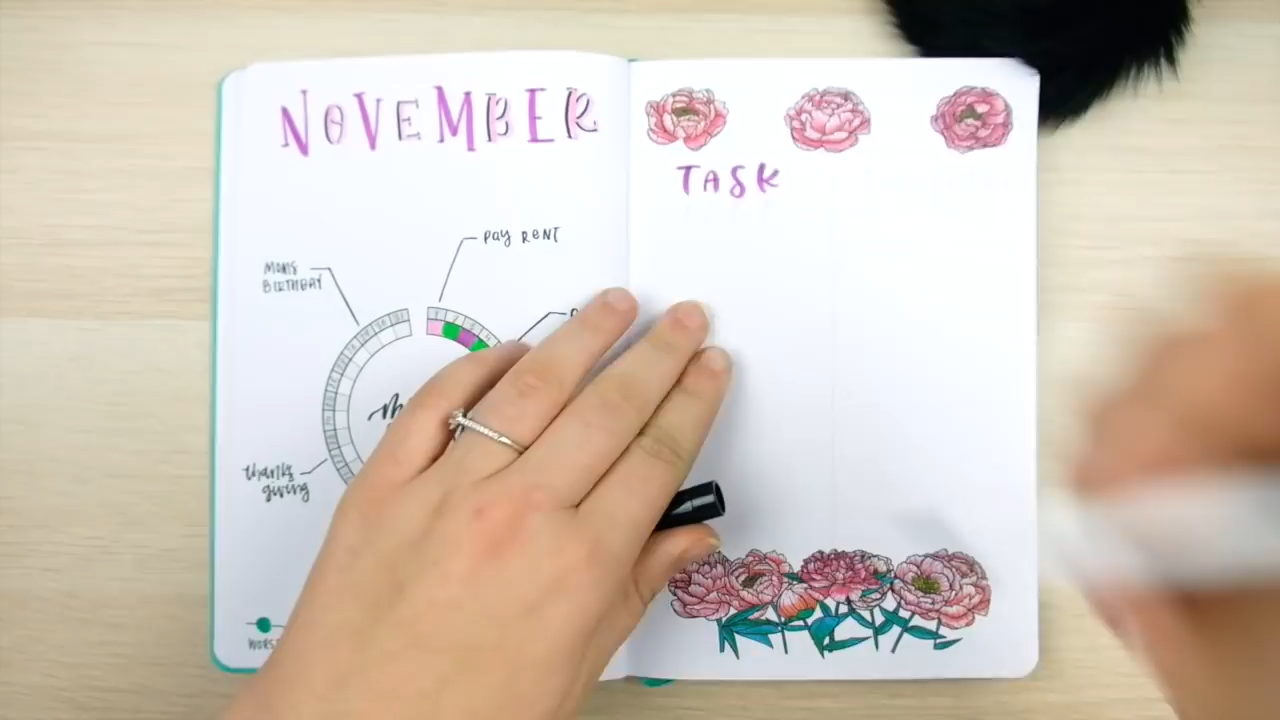 NOVEMBER
TASK
PAY RENT
MOMS
BIRTHDAY
thanks
giving